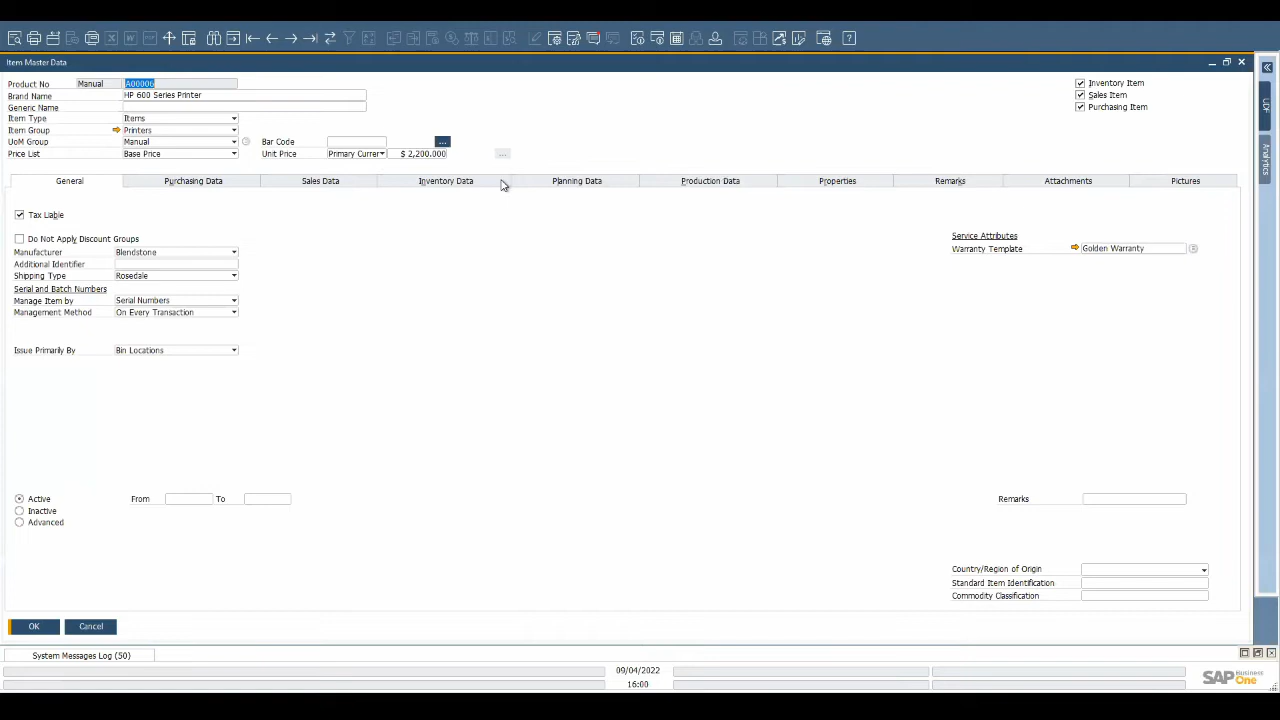 Item Master Data
Product No Manual A00006
Brand Name HP 600 Series Printer
Generic Name
Item Type Items
Item Group Printers
UoM Group Manual Bar Code ...
Price List Base Price Unit Price Primary Curren $ 2,200.000 ...
Inventory Item
Sales Item
Purchasing Item
UDF
Analytics
General Purchasing Data Sales Data Inventory Data Planning Data Production Data Properties Remarks Attachments Pictures
Tax Liable
Do Not Apply Discount Groups
Manufacturer Blendstone
Additional Identifier
Shipping Type Rosedale
Serial and Batch Numbers
Manage Item by Serial Numbers
Management Method On Every Transaction
Issue Primarily By Bin Locations
Service Attributes
Warranty Template Golden Warranty
Active From To
Inactive
Advanced
Remarks
Country/Region of Origin
Standard Item Identification
Commodity Classification
OK Cancel
System Messages Log (50)
09/04/2022
16:00
SAP Business One